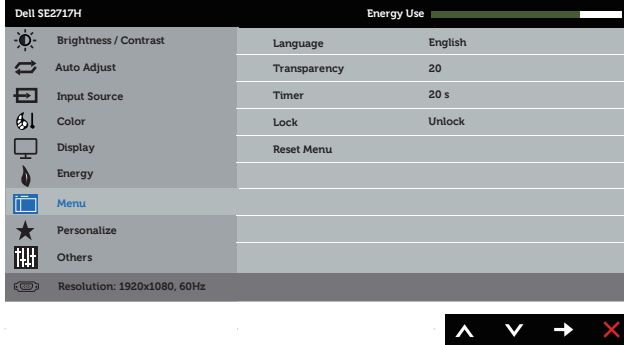 Dell SE2717H Energy Use
Brightness / Contrast
Auto Adjust
Input Source
Color
Display
Energy
Menu
Personalize
Others
Language English
Transparency 20
Timer 20 s
Lock Unlock
Reset Menu
Resolution: 1920x1080, 60Hz